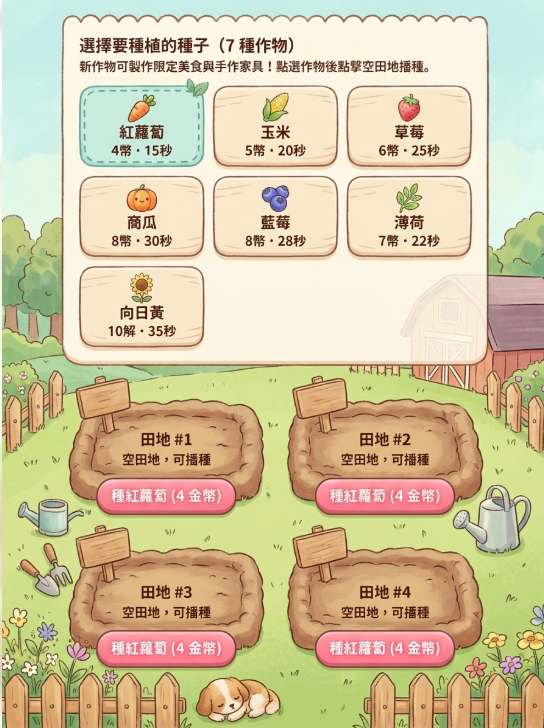 選擇要種植的種子（7 種作物）
新作物可製作限定美食與手作家具！點選作物後點擊空田地播種。
紅蘿蔔
4幣・15秒
玉米
5幣・20秒
草莓
6幣・25秒
商瓜
8幣・30秒
藍莓
8幣・28秒
薄荷
7幣・22秒
向日黃
10解・35秒
田地 #1
空田地，可播種
種紅蘿蔔 (4 金幣)
田地 #2
空田地，可播種
種紅蘿蔔 (4 金幣)
田地 #3
空田地，可播種
種紅蘿蔔 (4 金幣)
田地 #4
空田地，可播種
種紅蘿蔔 (4 金幣)